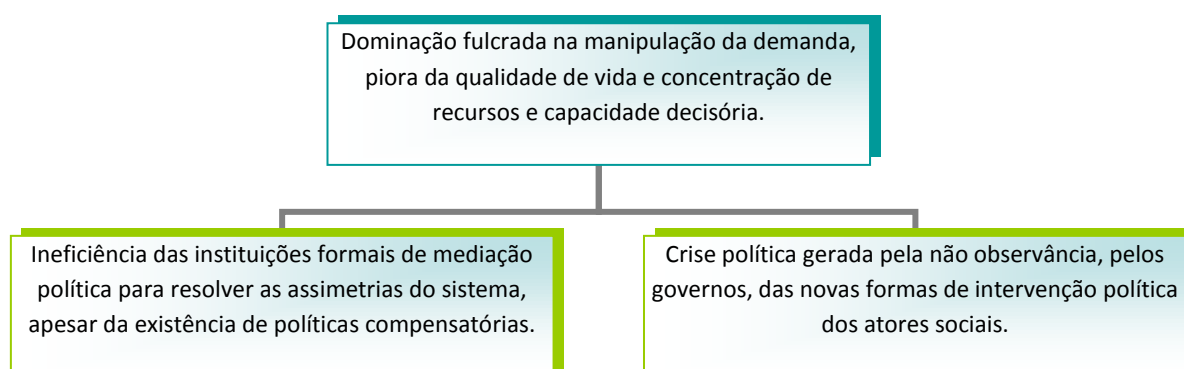 Dominação fulcrada na manipulação da demanda,
piora da qualidade de vida e concentração de
recursos e capacidade decisória.
Ineficiência das instituições formais de mediação
política para resolver as assimetrias do sistema,
apesar da existência de políticas compensatórias.
Crise política gerada pela não observância, pelos
governos, das novas formas de intervenção política
dos atores sociais.